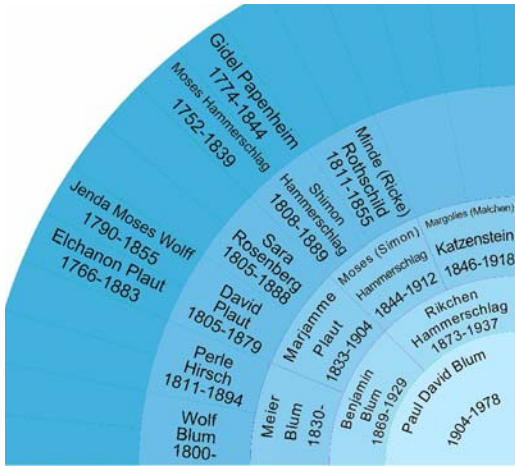 Gidel Papenheim
1774-1844
Moses Hammerschlag
1752-1839
Jenda Moses Wolff
1790-1855
Elchanon Plaut
1766-1883
Minde (Ricke)
Rothschild
1811-1855
Shimon
Hammerschlag
1808-1889
Sara
Rosenberg
1805-1888
David
Plaut
1805-1879
Perle
Hirsch
1811-1894
Wolf
Blum
1800-
Margolies (Malchen)
Katzenstein
1846-1918
Moses (Simon)
Hammerschlag
1844-1912
Marjamme
Plaut
1833-1904
Meier
Blum
1830-
Rikchen
Hammerschlag
1873-1937
Benjamin
Blum
1869-1929
Paul David Blum
1904-1978